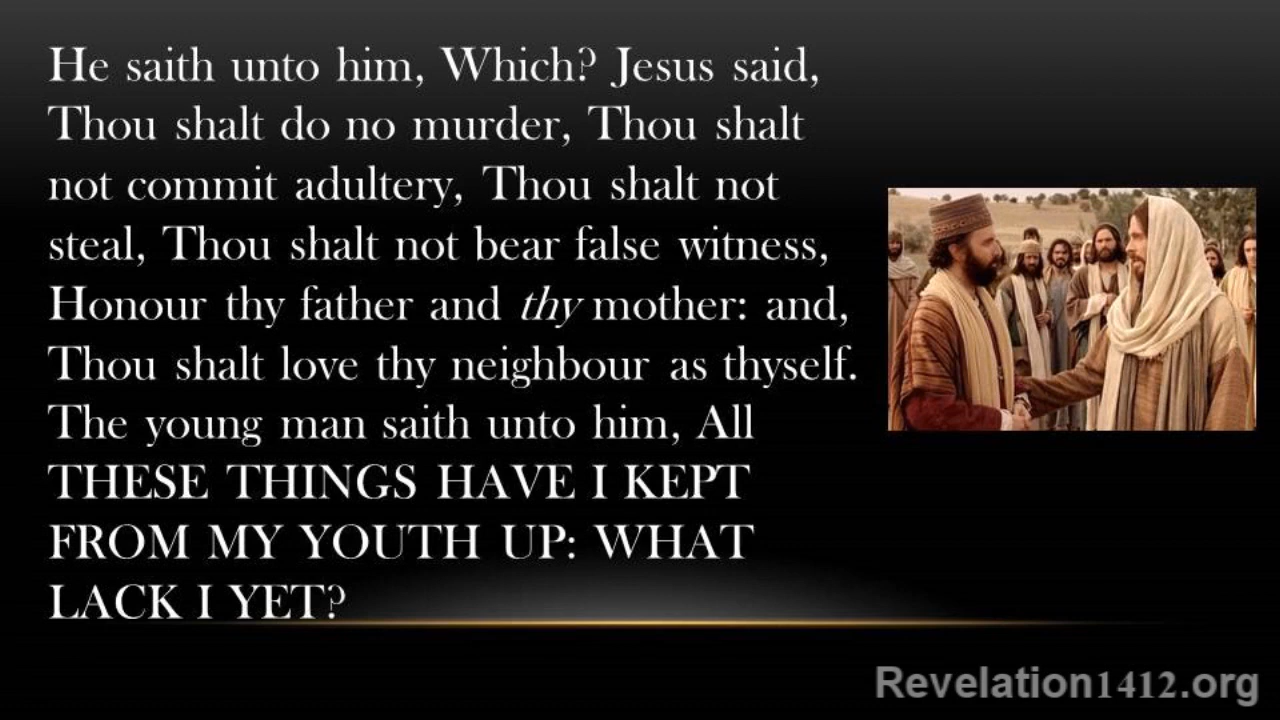 He saith unto him, Which? Jesus said,
Thou shalt do no murder, Thou shalt
not commit adultery, Thou shalt not
steal, Thou shalt not bear false witness,
Honour thy father and thy mother: and,
Thou shalt love thy neighbour as thyself.
The young man saith unto him, All
THESE THINGS HAVE I KEPT
FROM MY YOUTH UP: WHAT
LACK I YET?
Revelation1412.org